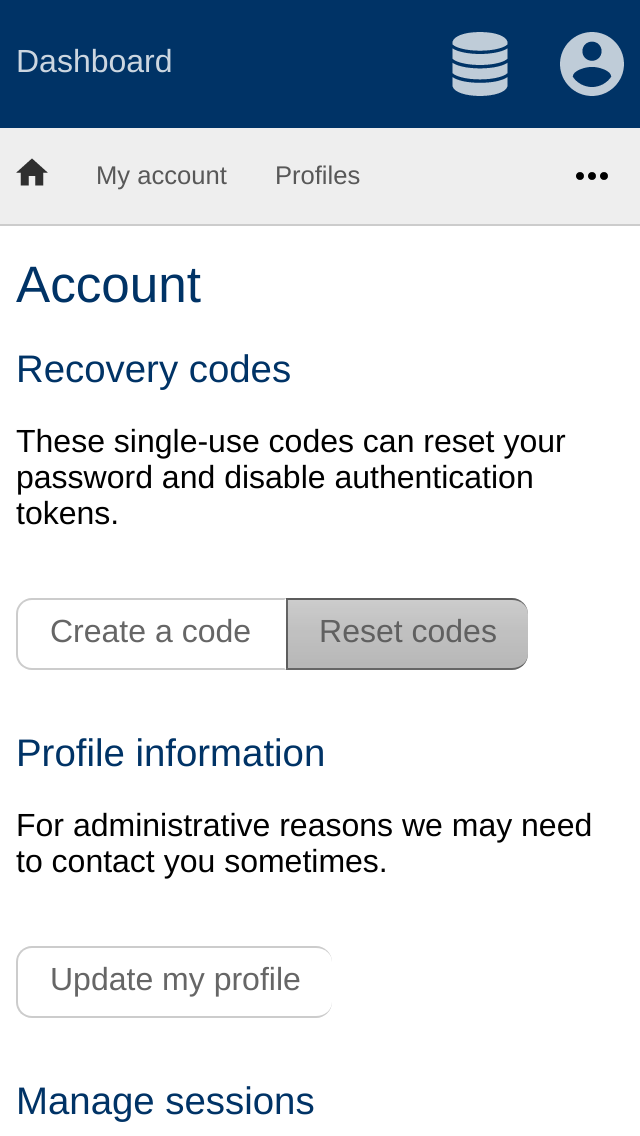 Dashboard
My account Profiles
Account
Recovery codes
These single-use codes can reset your
password and disable authentication
tokens.
Create a code Reset codes
Profile information
For administrative reasons we may need
to contact you sometimes.
Update my profile
Manage sessions